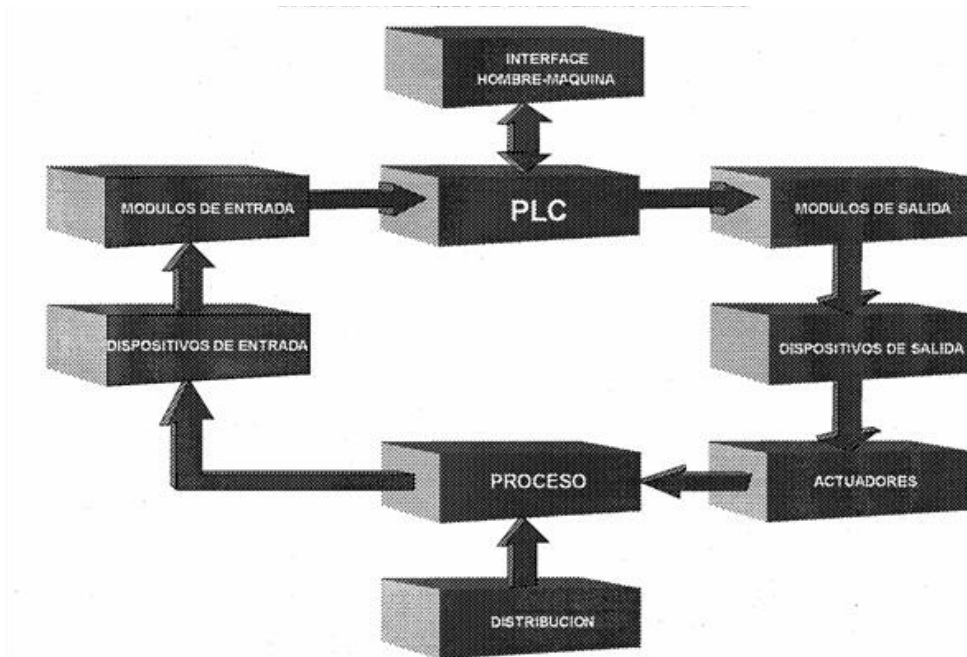 INTERFACE
HOMBRE-MAQUINA
MODULOS DE ENTRADA
PLC
MODULOS DE SALIDA
DISPOSITIVOS DE ENTRADA
DISPOSITIVOS DE SALIDA
PROCESO
ACTUADORES
DISTRIBUCION